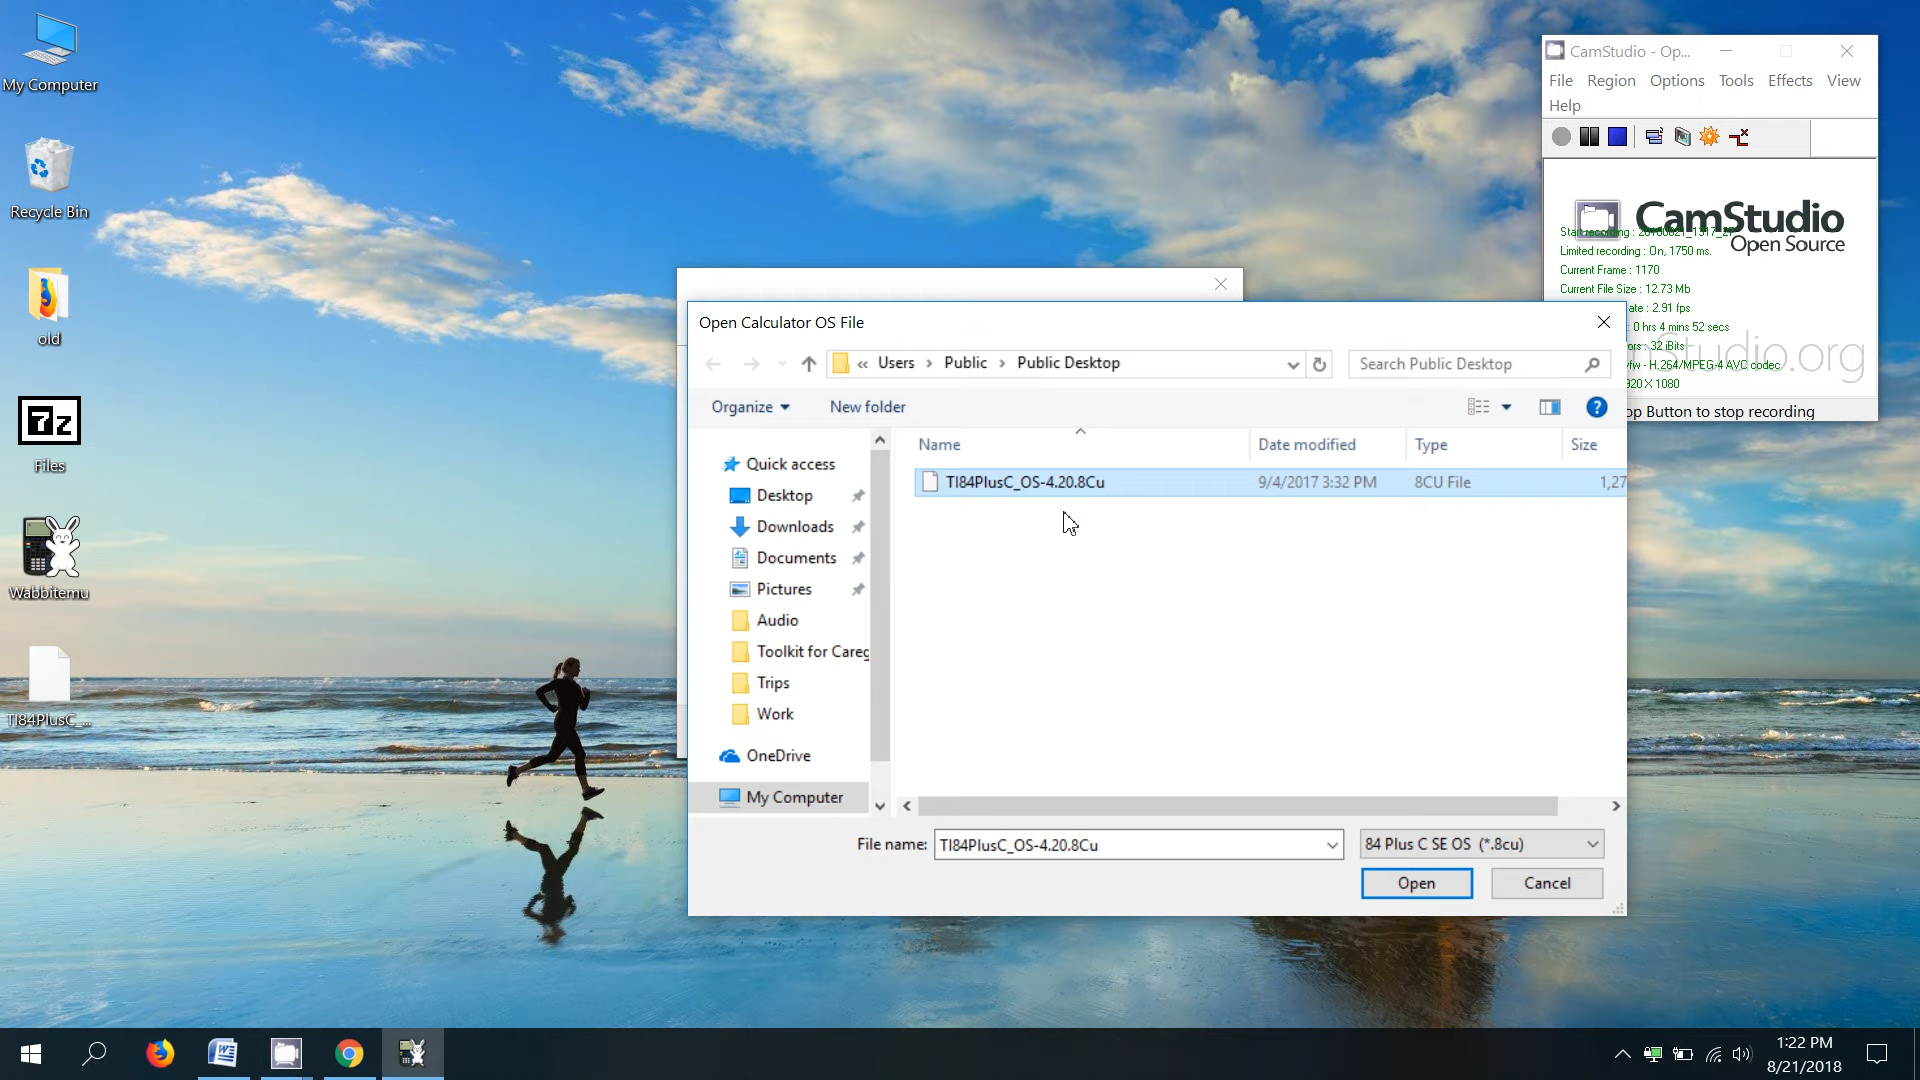 My Computer
Recycle Bin
old
Files
Wabbitemu
TI84PlusC_...
CamStudio - Op...
File Region Options Tools Effects View
Help
CamStudio
Open Source
Limited recording : On, 1750 ms.
Current Frame : 1170
Current File Size : 12.73 Mb
ate : 2.91 fps
: 0 hrs 4 mins 52 secs
ors : 32 Bits
H.264/MPEG-4 AVC codec
920 X 1080
Studio.org
op Button to stop recording
Open Calculator OS File
« Users > Public > Public Desktop
Search Public Desktop
Organize
New folder
Name Date modified Type Size
TI84PlusC_OS-4.20.8Cu 9/4/2017 3:32 PM 8CU File 1,27
Quick access
Desktop
Downloads
Documents
Pictures
Audio
Toolkit for Careg
Trips
Work
OneDrive
My Computer
File name: TI84PlusC_OS-4.20.8Cu
84 Plus C SE OS (*.8cu)
Open Cancel
1:22 PM
8/21/2018